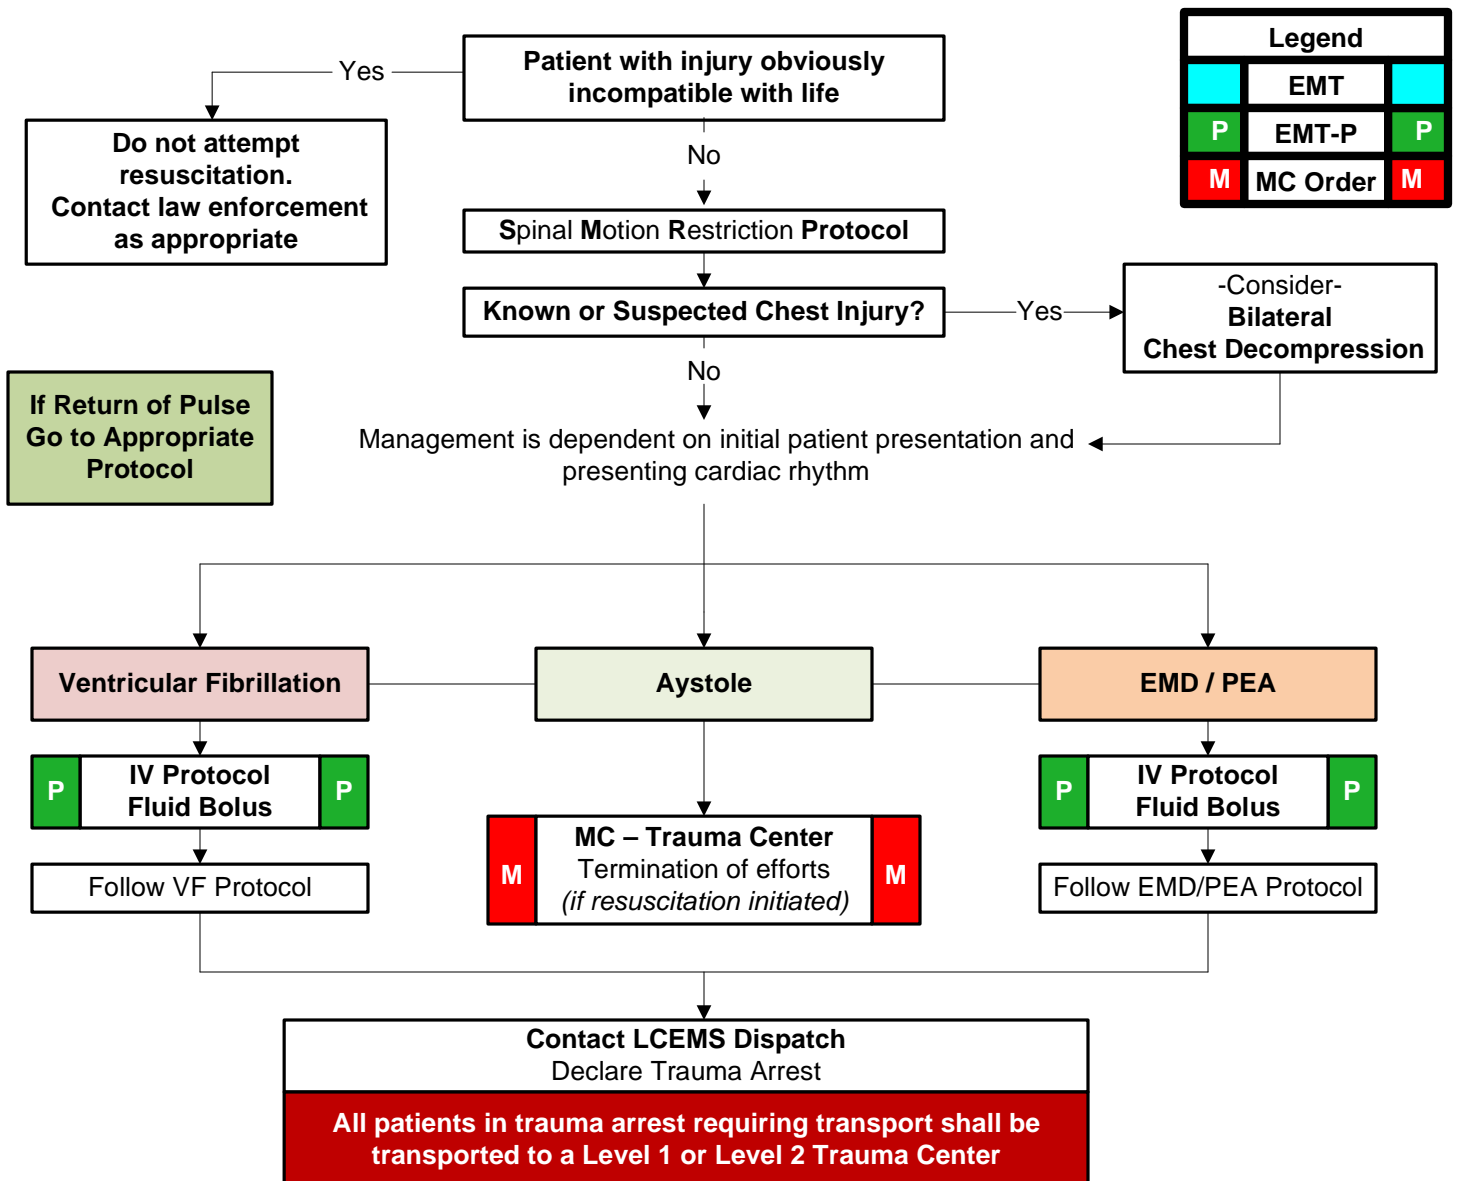 Patient with injury obviously
incompatible with life
Yes
Do not attempt
resuscitation.
Contact law enforcement
as appropriate
No
Legend
EMT
P EMT-P P
M MC Order M
Spinal Motion Restriction Protocol
Known or Suspected Chest Injury?
Yes
-Consider-
Bilateral
Chest Decompression
No
If Return of Pulse
Go to Appropriate
Protocol
Management is dependent on initial patient presentation and
presenting cardiac rhythm
Ventricular Fibrillation
P IV Protocol P
Fluid Bolus
Follow VF Protocol
Aystole
MC – Trauma Center
M Termination of efforts M
(if resuscitation initiated)
EMD / PEA
P IV Protocol P
Fluid Bolus
Follow EMD/PEA Protocol
Contact LCEMS Dispatch
Declare Trauma Arrest
All patients in trauma arrest requiring transport shall be
transported to a Level 1 or Level 2 Trauma Center